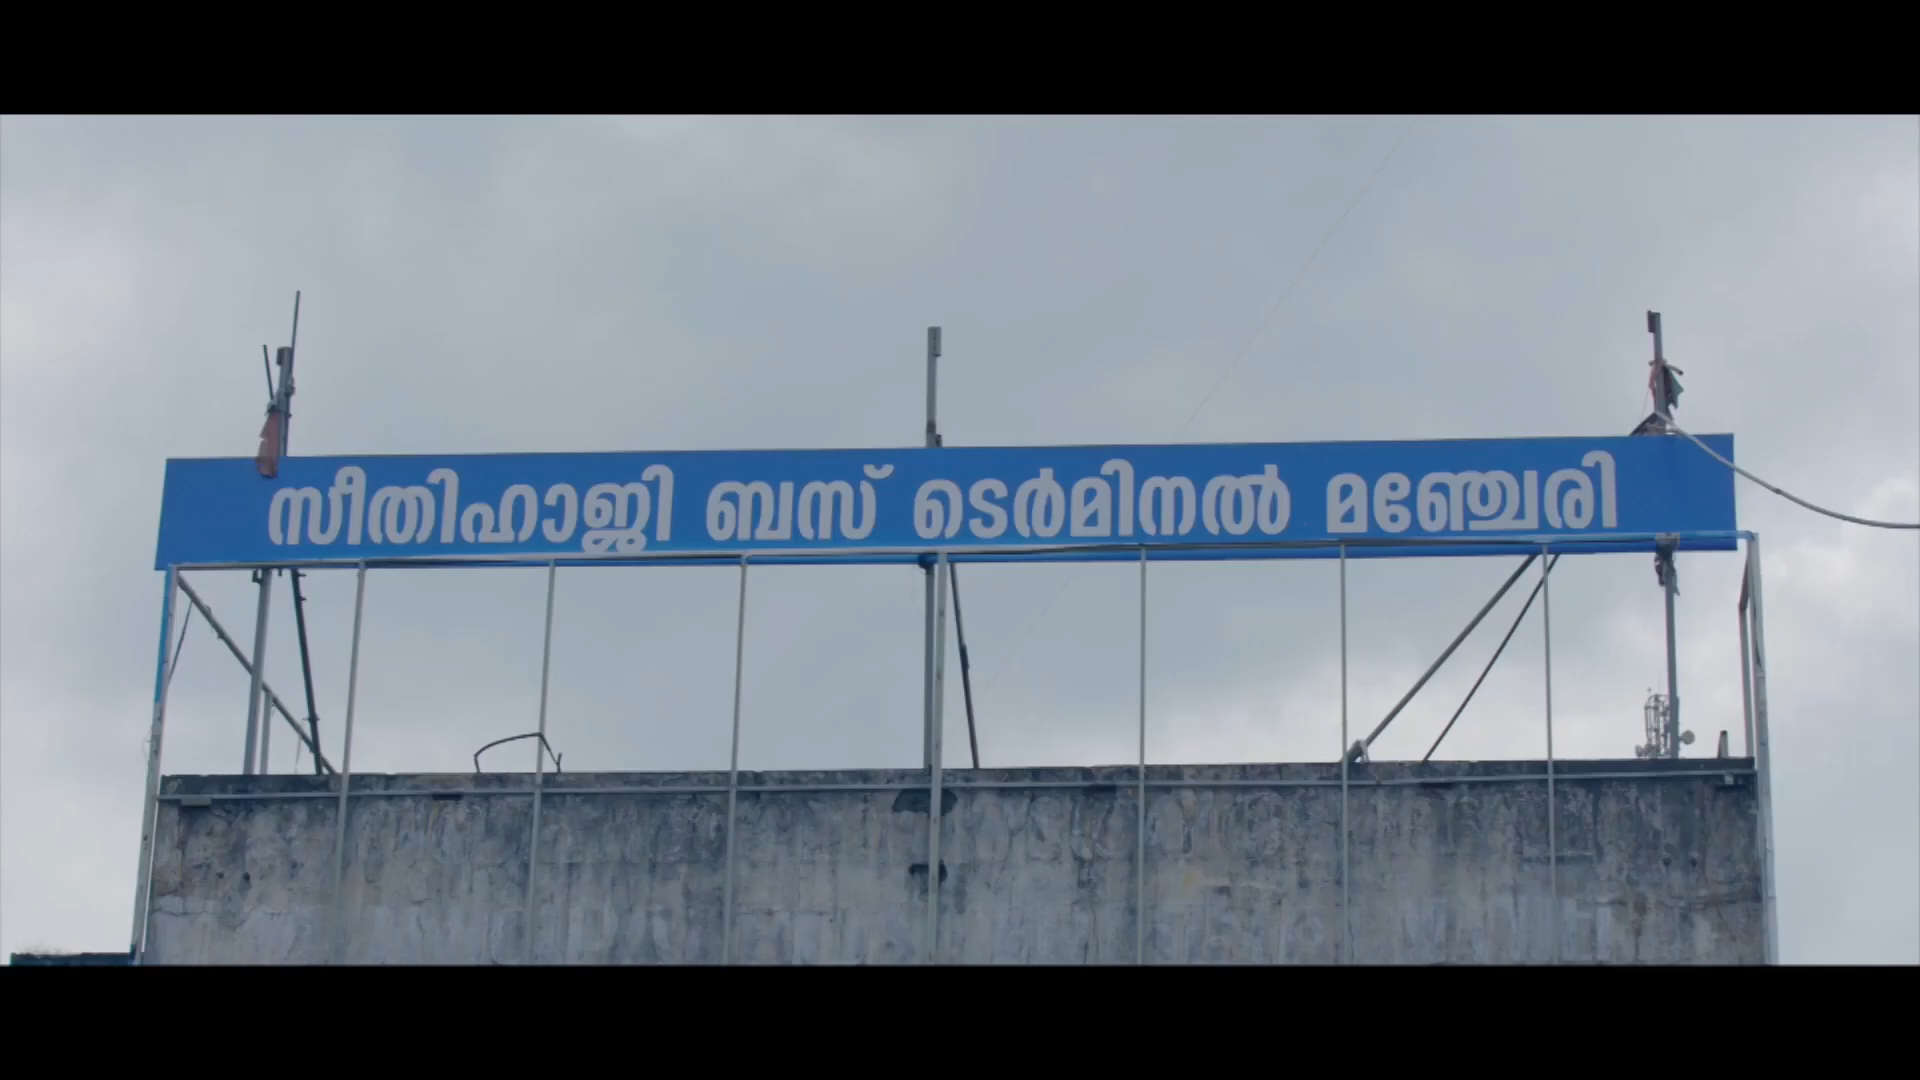 സീതിഹാജി ബസ് ടെർമിനൽ മഞ്ചേരി